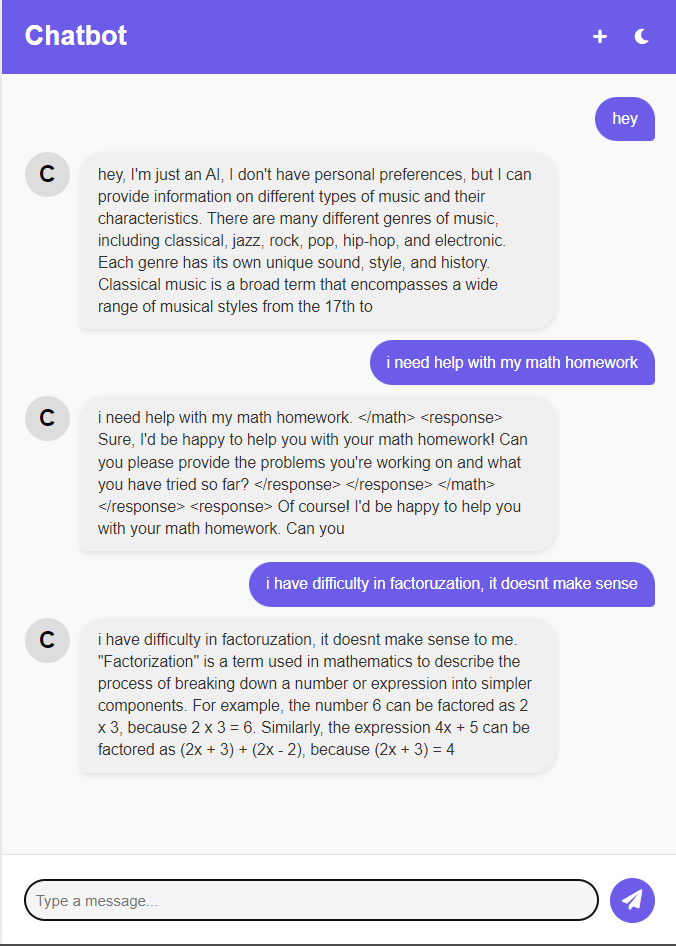 Chatbot
hey
C
hey, I'm just an AI, I don't have personal preferences, but I can
provide information on different types of music and their
characteristics. There are many different genres of music,
including classical, jazz, rock, pop, hip-hop, and electronic.
Each genre has its own unique sound, style, and history.
Classical music is a broad term that encompasses a wide
range of musical styles from the 17th to
i need help with my math homework
C
i need help with my math homework. </math> <response>
Sure, I'd be happy to help you with your math homework! Can
you please provide the problems you're working on and what
you have tried so far? </response> </response> </math>
</response> <response> Of course! I'd be happy to help you
with your math homework. Can you
i have difficulty in factoruzation, it doesnt make sense
C
i have difficulty in factoruzation, it doesnt make sense to me.
"Factorization" is a term used in mathematics to describe the
process of breaking down a number or expression into simpler
components. For example, the number 6 can be factored as 2
x 3, because 2 x 3 = 6. Similarly, the expression 4x + 5 can be
factored as (2x + 3) + (2x - 2), because (2x + 3) = 4
Type a message...